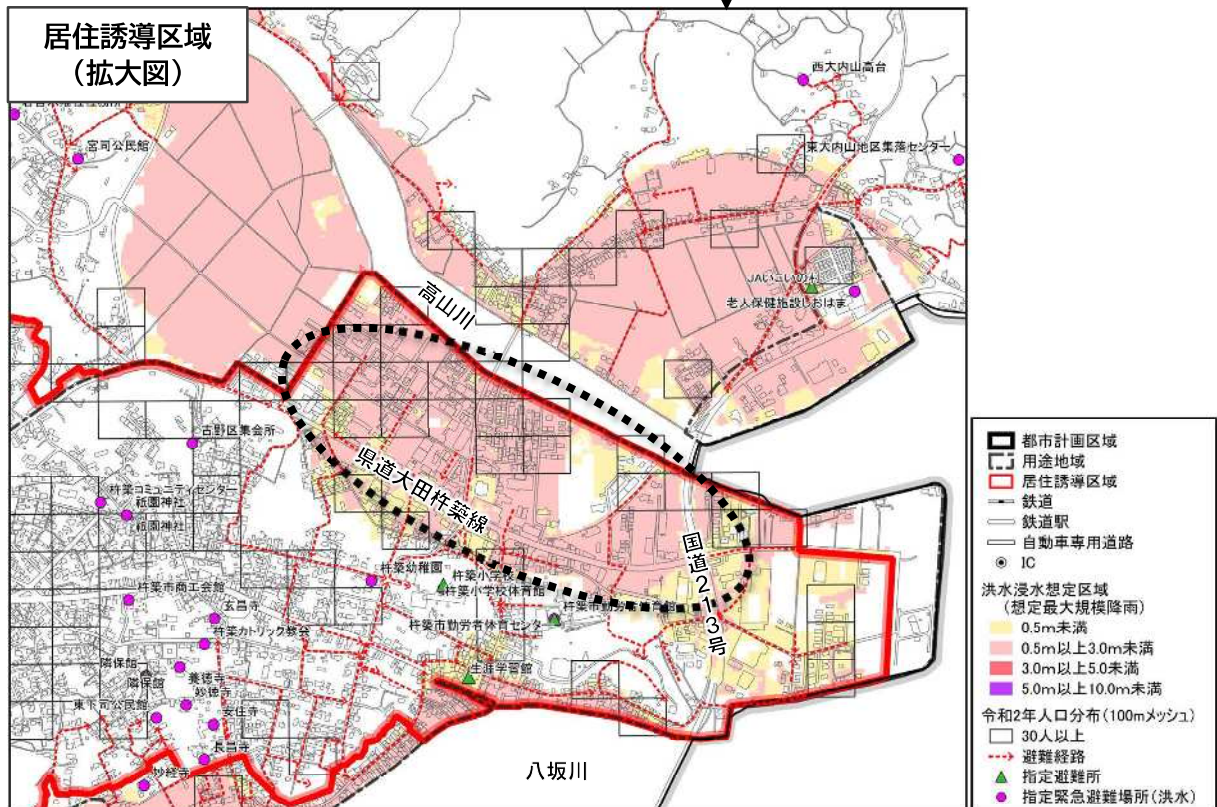 居住誘導区域
（拡大図）
西大内山高台
宮司公民館
東大内山地区集落センター
JAいこいの村
老人保健施設しおはま
高山川
古野区集会所
県道大田杵築線
杵築コミュニティセンター
祇園神社
祇園神社
国道213号
杵築幼稚園
杵築小学校
杵築小学校体育館
杵築市商工会館
玄昌寺
杵築市勤労者体育センタ
杵築カトリック教会
隣保館
隣保館
養徳寺
妙徳寺
生涯学習館
東下司公民館
安住寺
長昌寺
妙経寺
八坂川
都市計画区域
用途地域
居住誘導区域
鉄道
鉄道駅
自動車専用道路
IC
洪水浸水想定区域
（想定最大規模降雨）
0.5m未満
0.5m以上3.0m未満
3.0m以上5.0未満
5.0m以上10.0m未満
令和2年人口分布（100mメッシュ）
30人以上
避難経路
指定避難所
指定緊急避難場所（洪水）